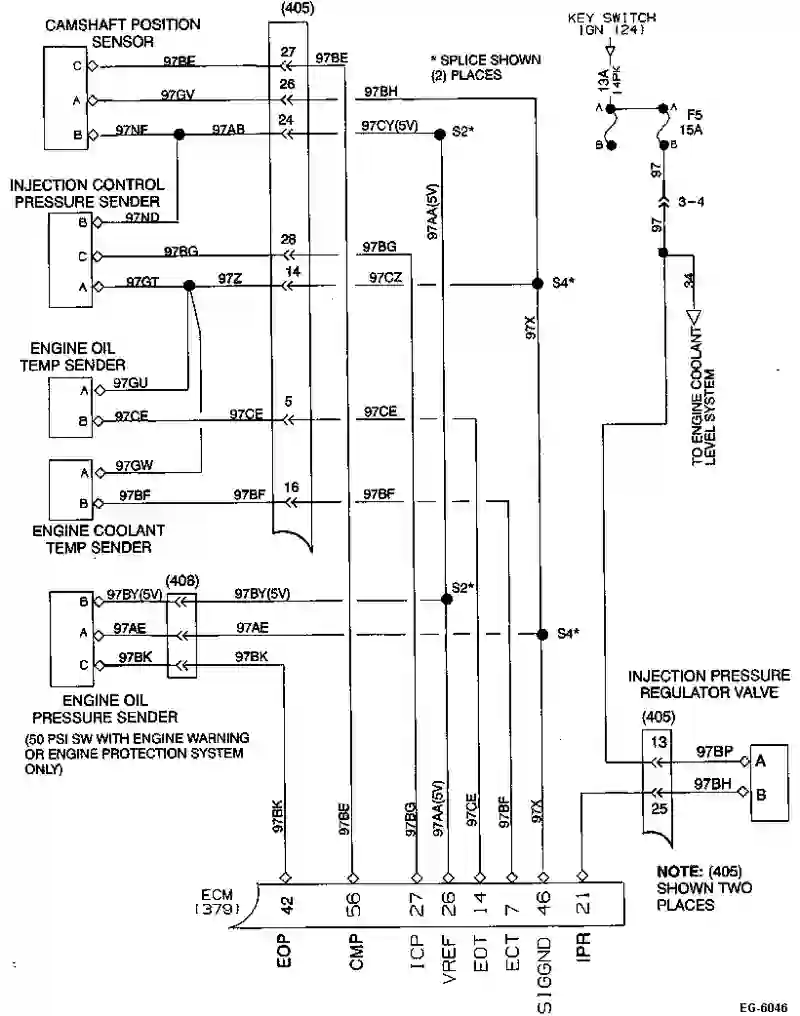 CAMSHAFT POSITION
SENSOR
(405)
KEY SWITCH
IGN (24)
C
97BE
27
97BE
* SPLICE SHOWN
(2) PLACES
13A
14PK
A
97GV
26
97BH
A
A
F5
15A
B
97NF
97AB
24
97CY(5V)
S2*
B
B
97
INJECTION CONTROL
PRESSURE SENDER
97AA(5V)
3-4
B
97ND
97
C
97BG
28
97BG
A
97GT
97Z
14
97CZ
S4*
34
97X
ENGINE OIL
TEMP SENDER
TO ENGINE COOLANT
LEVEL SYSTEM
A
97GU
B
97CE
97CE
5
97CE
A
97GW
B
97BF
97BF
16
97BF
ENGINE COOLANT
TEMP SENDER
(408)
S2*
B
97BY(5V)
97BY(5V)
A
97AE
97AE
S4*
C
97BK
97BK
INJECTION PRESSURE
REGULATOR VALVE
ENGINE OIL
PRESSURE SENDER
(50 PSI SW WITH ENGINE WARNING
OR ENGINE PROTECTION SYSTEM
ONLY)
(405)
13
97BP
A
97BH
B
25
97BK
97BE
97BG
97AA(5V)
97CE
97BF
97X
NOTE: (405)
SHOWN TWO
PLACES
ECM
(379)
42
56
27
26
14
7
46
21
EOP
CMP
ICP
VREF
EOT
ECT
SIGGND
IPR
EG-6046